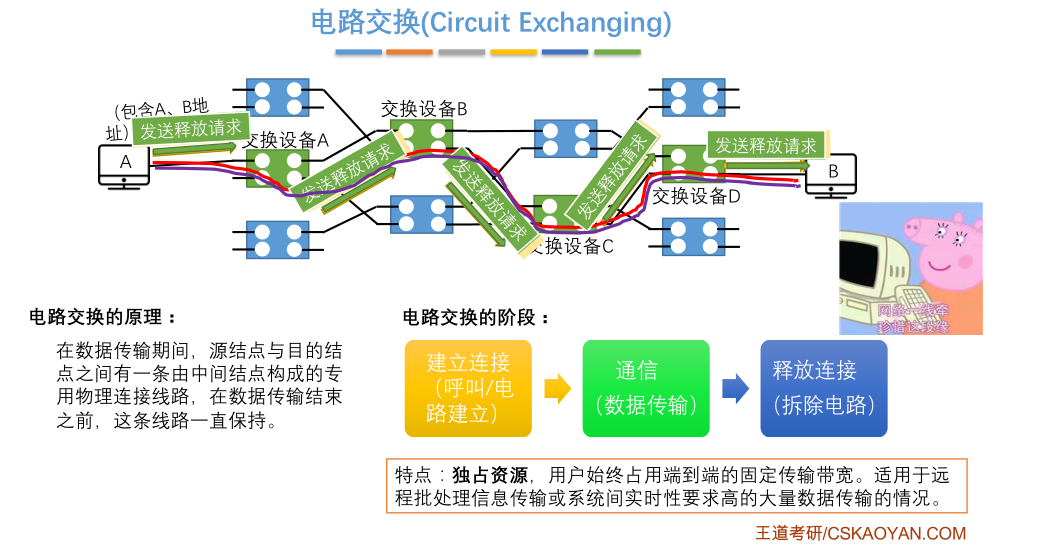 电路交换(Circuit Exchanging)
(包含A、B地
址)
发送释放请求
交换设备A
交换设备B
发送释放请求
发送释放请求
交换设备C
发送释放请求
交换设备D
发送释放请求
A
B
网络一线牵
珍惜这段缘
电路交换的原理：
在数据传输期间，源结点与目的结
点之间有一条由中间结点构成的专
用物理连接线路，在数据传输结束
之前，这条线路一直保持。
电路交换的阶段：
建立连接
（呼叫/电
路建立）
通信
（数据传输）
释放连接
（拆除电路）
特点：独占资源，用户始终占用端到端的固定传输带宽。适用于远
程批处理信息传输或系统间实时性要求高的大量数据传输的情况。
王道考研/CSKAOYAN.COM